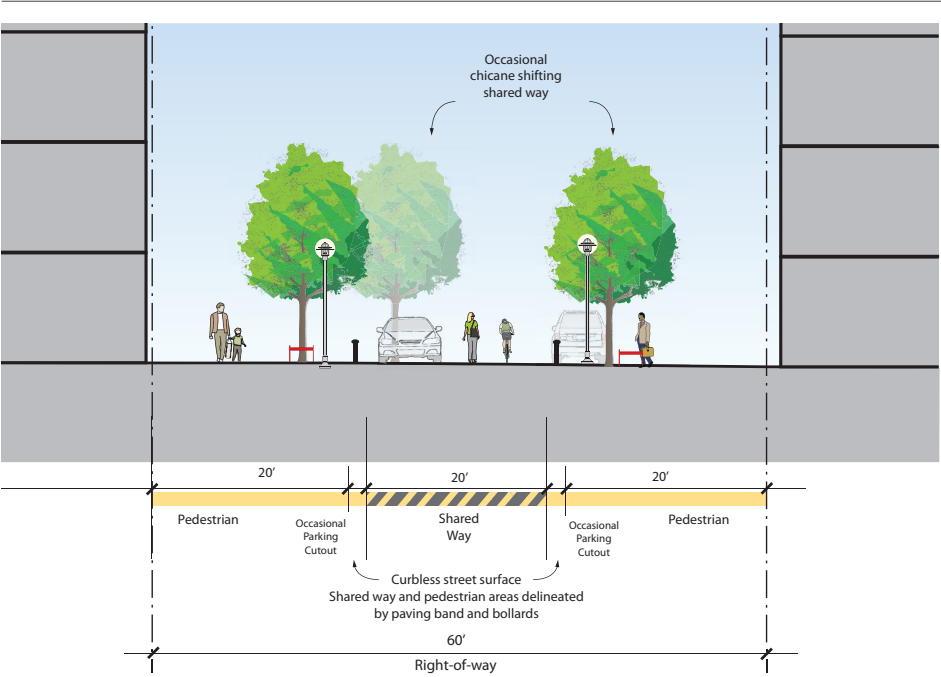 Occasional
chicane shifting
shared way
20’
20’
20’
Pedestrian
Occasional
Parking
Cutout
Shared
Way
Occasional
Parking
Cutout
Pedestrian
Curbless street surface
Shared way and pedestrian areas delineated
by paving band and bollards
60’
Right-of-way